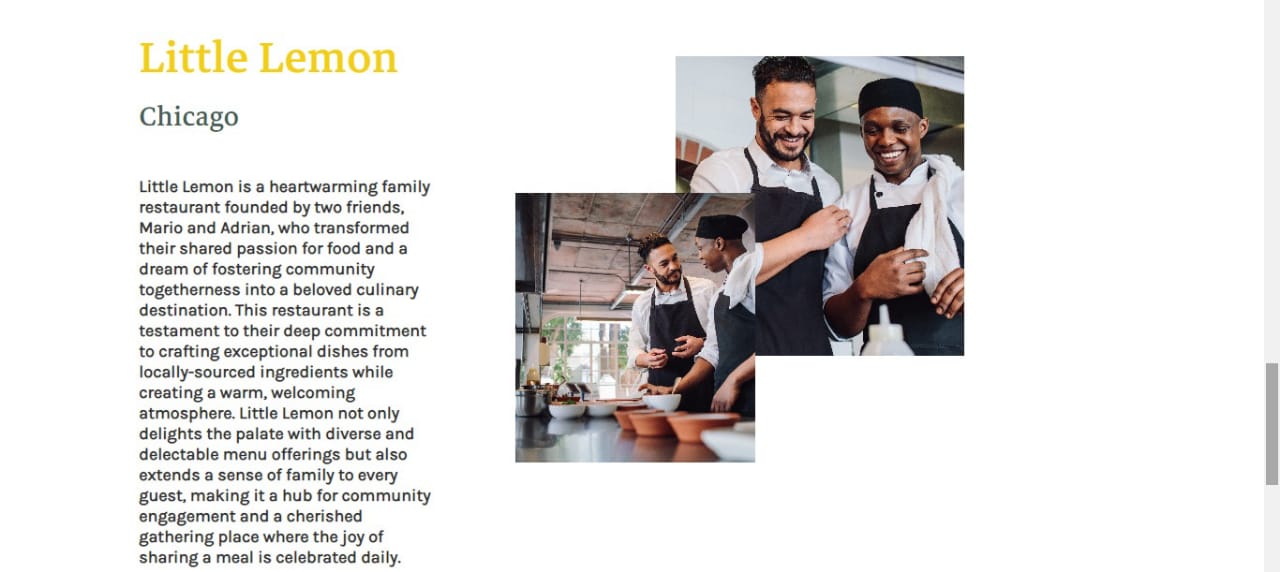 Little Lemon
Chicago
Little Lemon is a heartwarming family
restaurant founded by two friends,
Mario and Adrian, who transformed
their shared passion for food and a
dream of fostering community
togetherness into a beloved culinary
destination. This restaurant is a
testament to their deep commitment
to crafting exceptional dishes from
locally-sourced ingredients while
creating a warm, welcoming
atmosphere. Little Lemon not only
delights the palate with diverse and
delectable menu offerings but also
extends a sense of family to every
guest, making it a hub for community
engagement and a cherished
gathering place where the joy of
sharing a meal is celebrated daily.